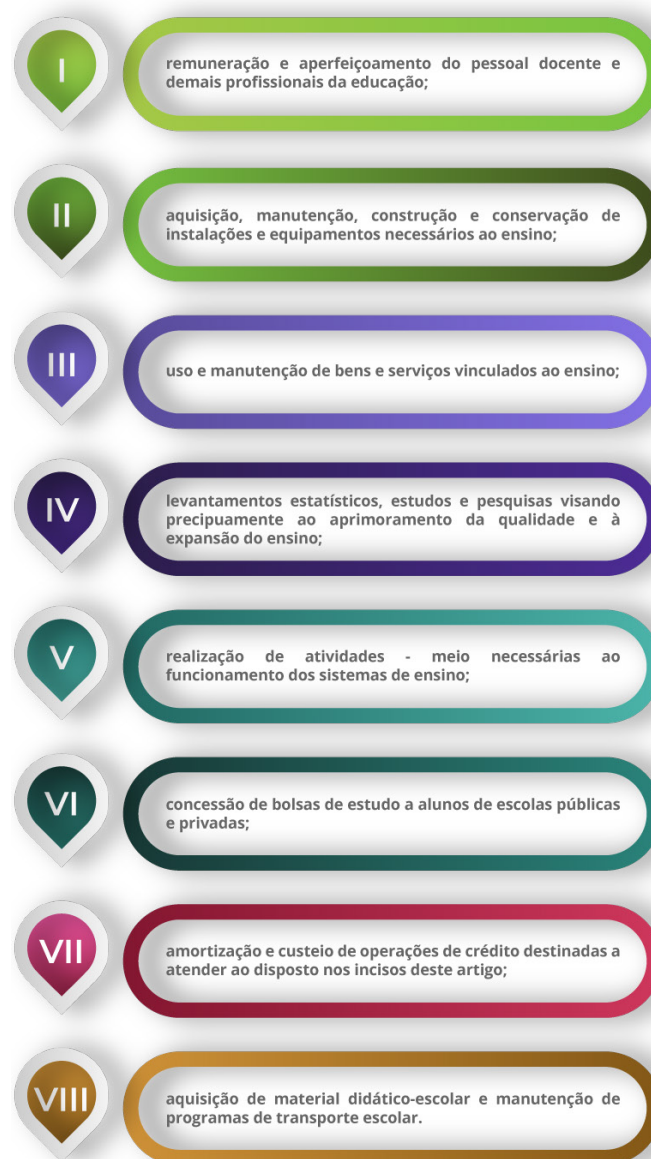 I
remuneração e aperfeiçoamento do pessoal docente e
demais profissionais da educação;
II
aquisição, manutenção, construção e conservação de
instalações e equipamentos necessários ao ensino;
III
uso e manutenção de bens e serviços vinculados ao ensino;
IV
levantamentos estatísticos, estudos e pesquisas visando
precipuamente ao aprimoramento da qualidade e à
expansão do ensino;
V
realização de atividades - meio necessárias ao
funcionamento dos sistemas de ensino;
VI
concessão de bolsas de estudo a alunos de escolas públicas
e privadas;
VII
amortização e custeio de operações de crédito destinadas a
atender ao disposto nos incisos deste artigo;
VIII
aquisição de material didático-escolar e manutenção de
programas de transporte escolar.